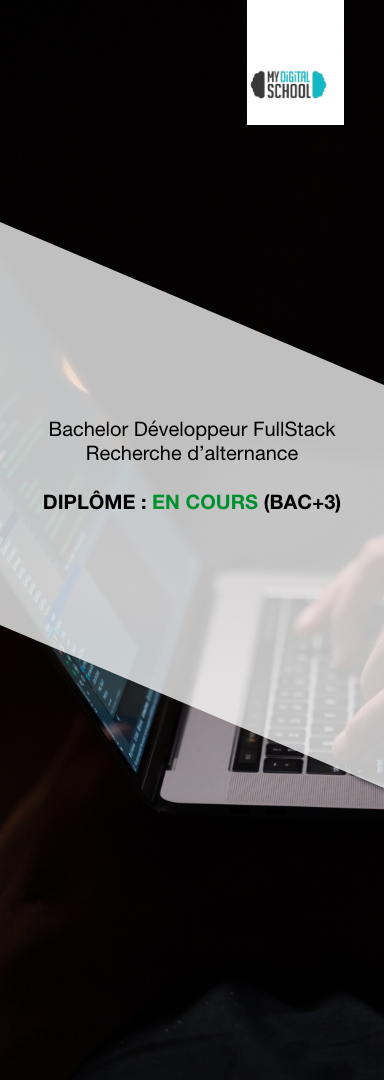 MY DIGITAL
SCHOOL
Bachelor Développeur FullStack
Recherche d’alternance
DIPLÔME : EN COURS (BAC+3)